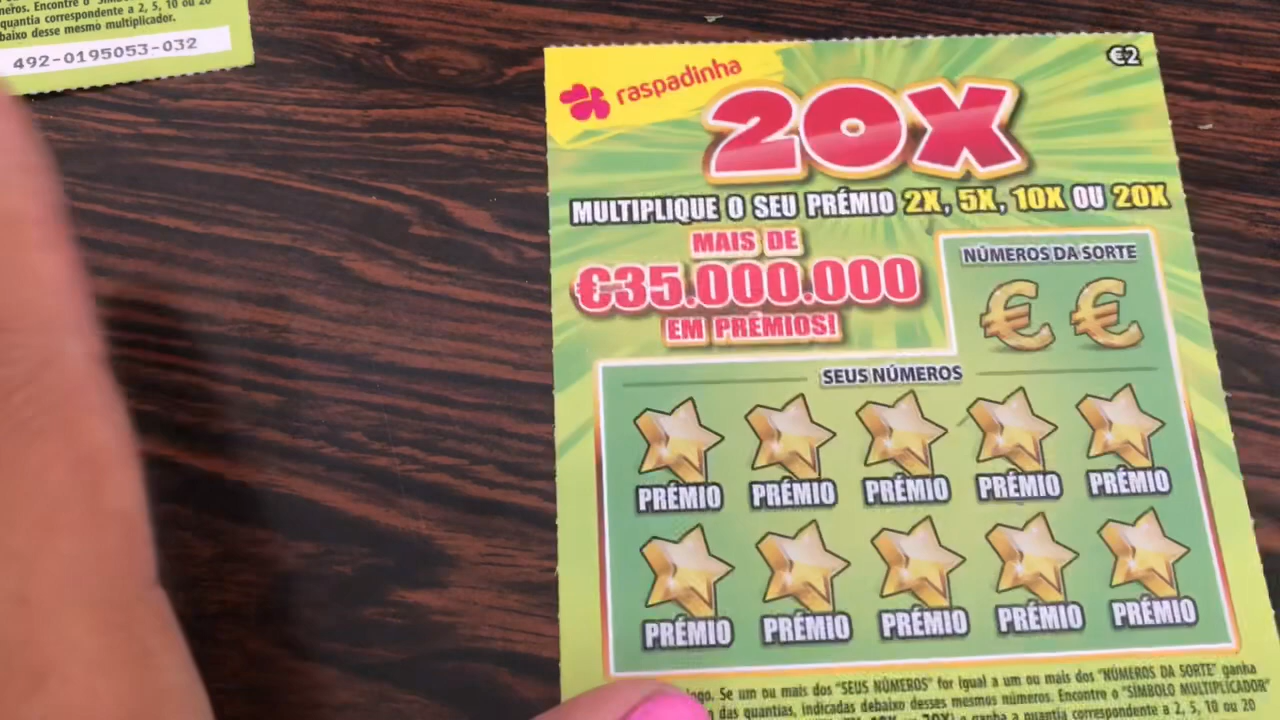 quantia correspondente a 2, 5, 10 ou 20
baixo desse mesmo multiplicador.
492-0195053-032
raspadinha
€2
20X
MULTIPLIQUE O SEU PRÉMIO 2X, 5X, 10X OU 20X
MAIS DE
€35.000.000
EM PRÉMIOS!
NÚMEROS DA SORTE
€ €
SEUS NÚMEROS
PRÉMIO PRÉMIO PRÉMIO PRÉMIO PRÉMIO
PRÉMIO PRÉMIO PRÉMIO PRÉMIO PRÉMIO
Se um ou mais dos "SEUS NÚMEROS" for igual a um ou mais dos "NÚMEROS DA SORTE" ganha
das quantias, indicadas debaixo desses mesmos números. Encontre o "SÍMBOLO MULTIPLICADOR"
ganha a quantia correspondente a 2, 5, 10 ou 20